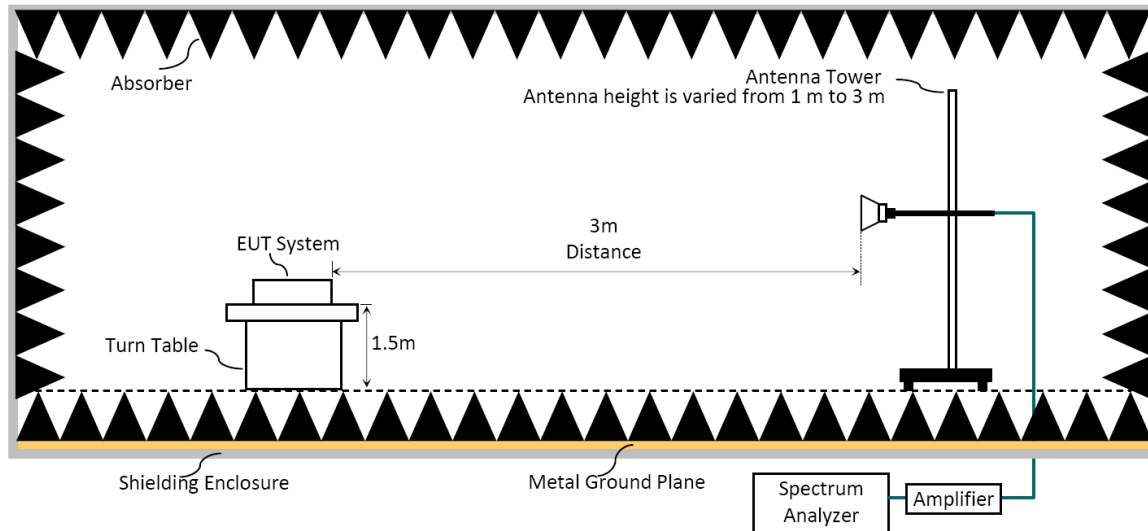 Absorber
Antenna Tower
Antenna height is varied from 1 m to 3 m
3m
Distance
EUT System
1.5m
Turn Table
Shielding Enclosure
Metal Ground Plane
Spectrum
Analyzer
Amplifier